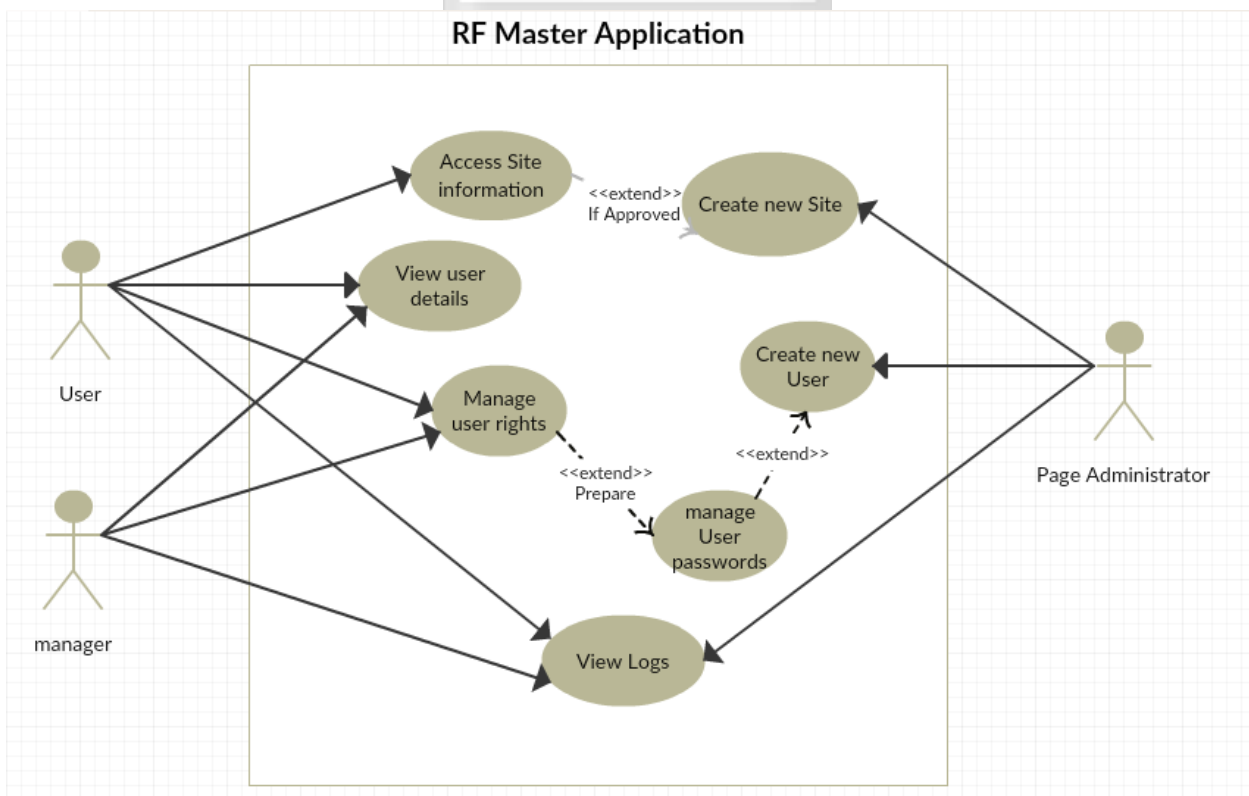 RF Master Application
Access Site
information
<<extend>>
If Approved
Create new Site
View user
details
User
Create new
User
Manage
user rights
<<extend>>
Prepare
<<extend>>
Page Administrator
manage
User
passwords
manager
View Logs